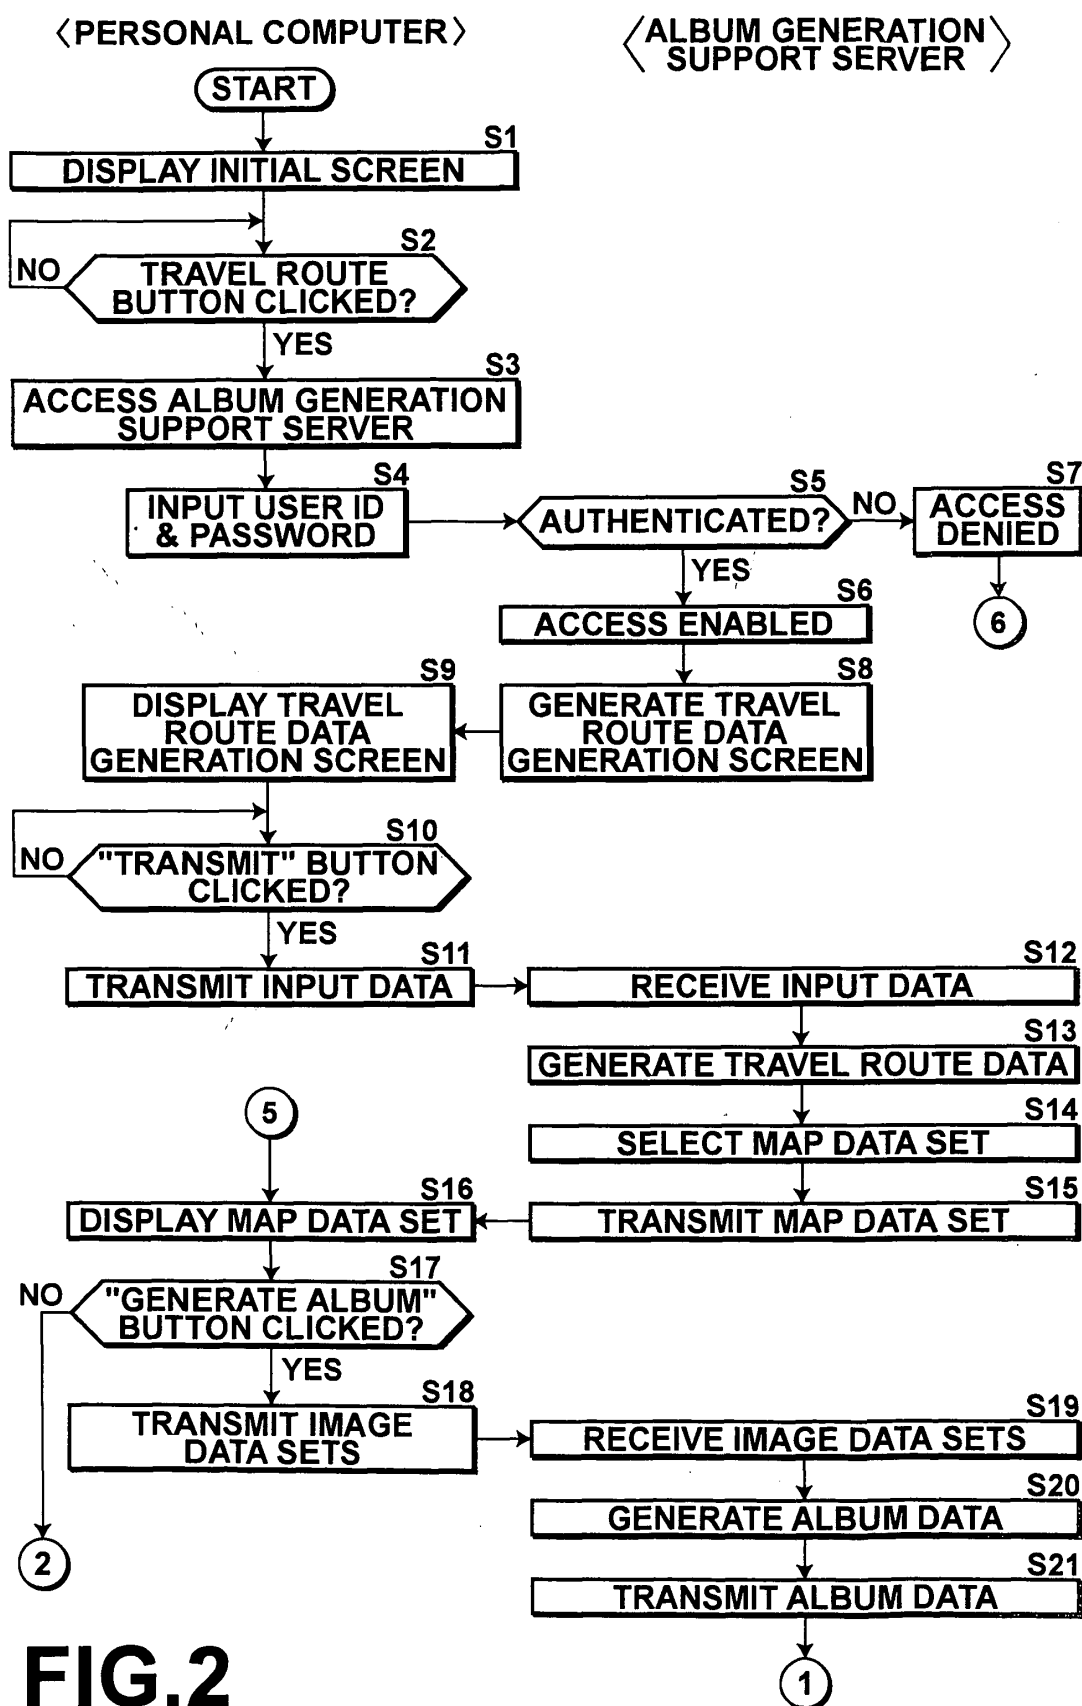 〈PERSONAL COMPUTER〉
〈ALBUM GENERATION
SUPPORT SERVER〉
START
S1
DISPLAY INITIAL SCREEN
S2
NO
TRAVEL ROUTE
BUTTON CLICKED?
YES
S3
ACCESS ALBUM GENERATION
SUPPORT SERVER
S4
INPUT USER ID
& PASSWORD
S5
AUTHENTICATED?
NO
S7
ACCESS
DENIED
6
YES
S6
ACCESS ENABLED
S8
GENERATE TRAVEL
ROUTE DATA
GENERATION SCREEN
S9
DISPLAY TRAVEL
ROUTE DATA
GENERATION SCREEN
S10
NO
"TRANSMIT" BUTTON
CLICKED?
YES
S11
TRANSMIT INPUT DATA
S12
RECEIVE INPUT DATA
S13
GENERATE TRAVEL ROUTE DATA
S14
SELECT MAP DATA SET
S15
TRANSMIT MAP DATA SET
5
S16
DISPLAY MAP DATA SET
S17
NO
"GENERATE ALBUM"
BUTTON CLICKED?
YES
S18
TRANSMIT IMAGE
DATA SETS
S19
RECEIVE IMAGE DATA SETS
S20
GENERATE ALBUM DATA
S21
TRANSMIT ALBUM DATA
2
1
FIG.2